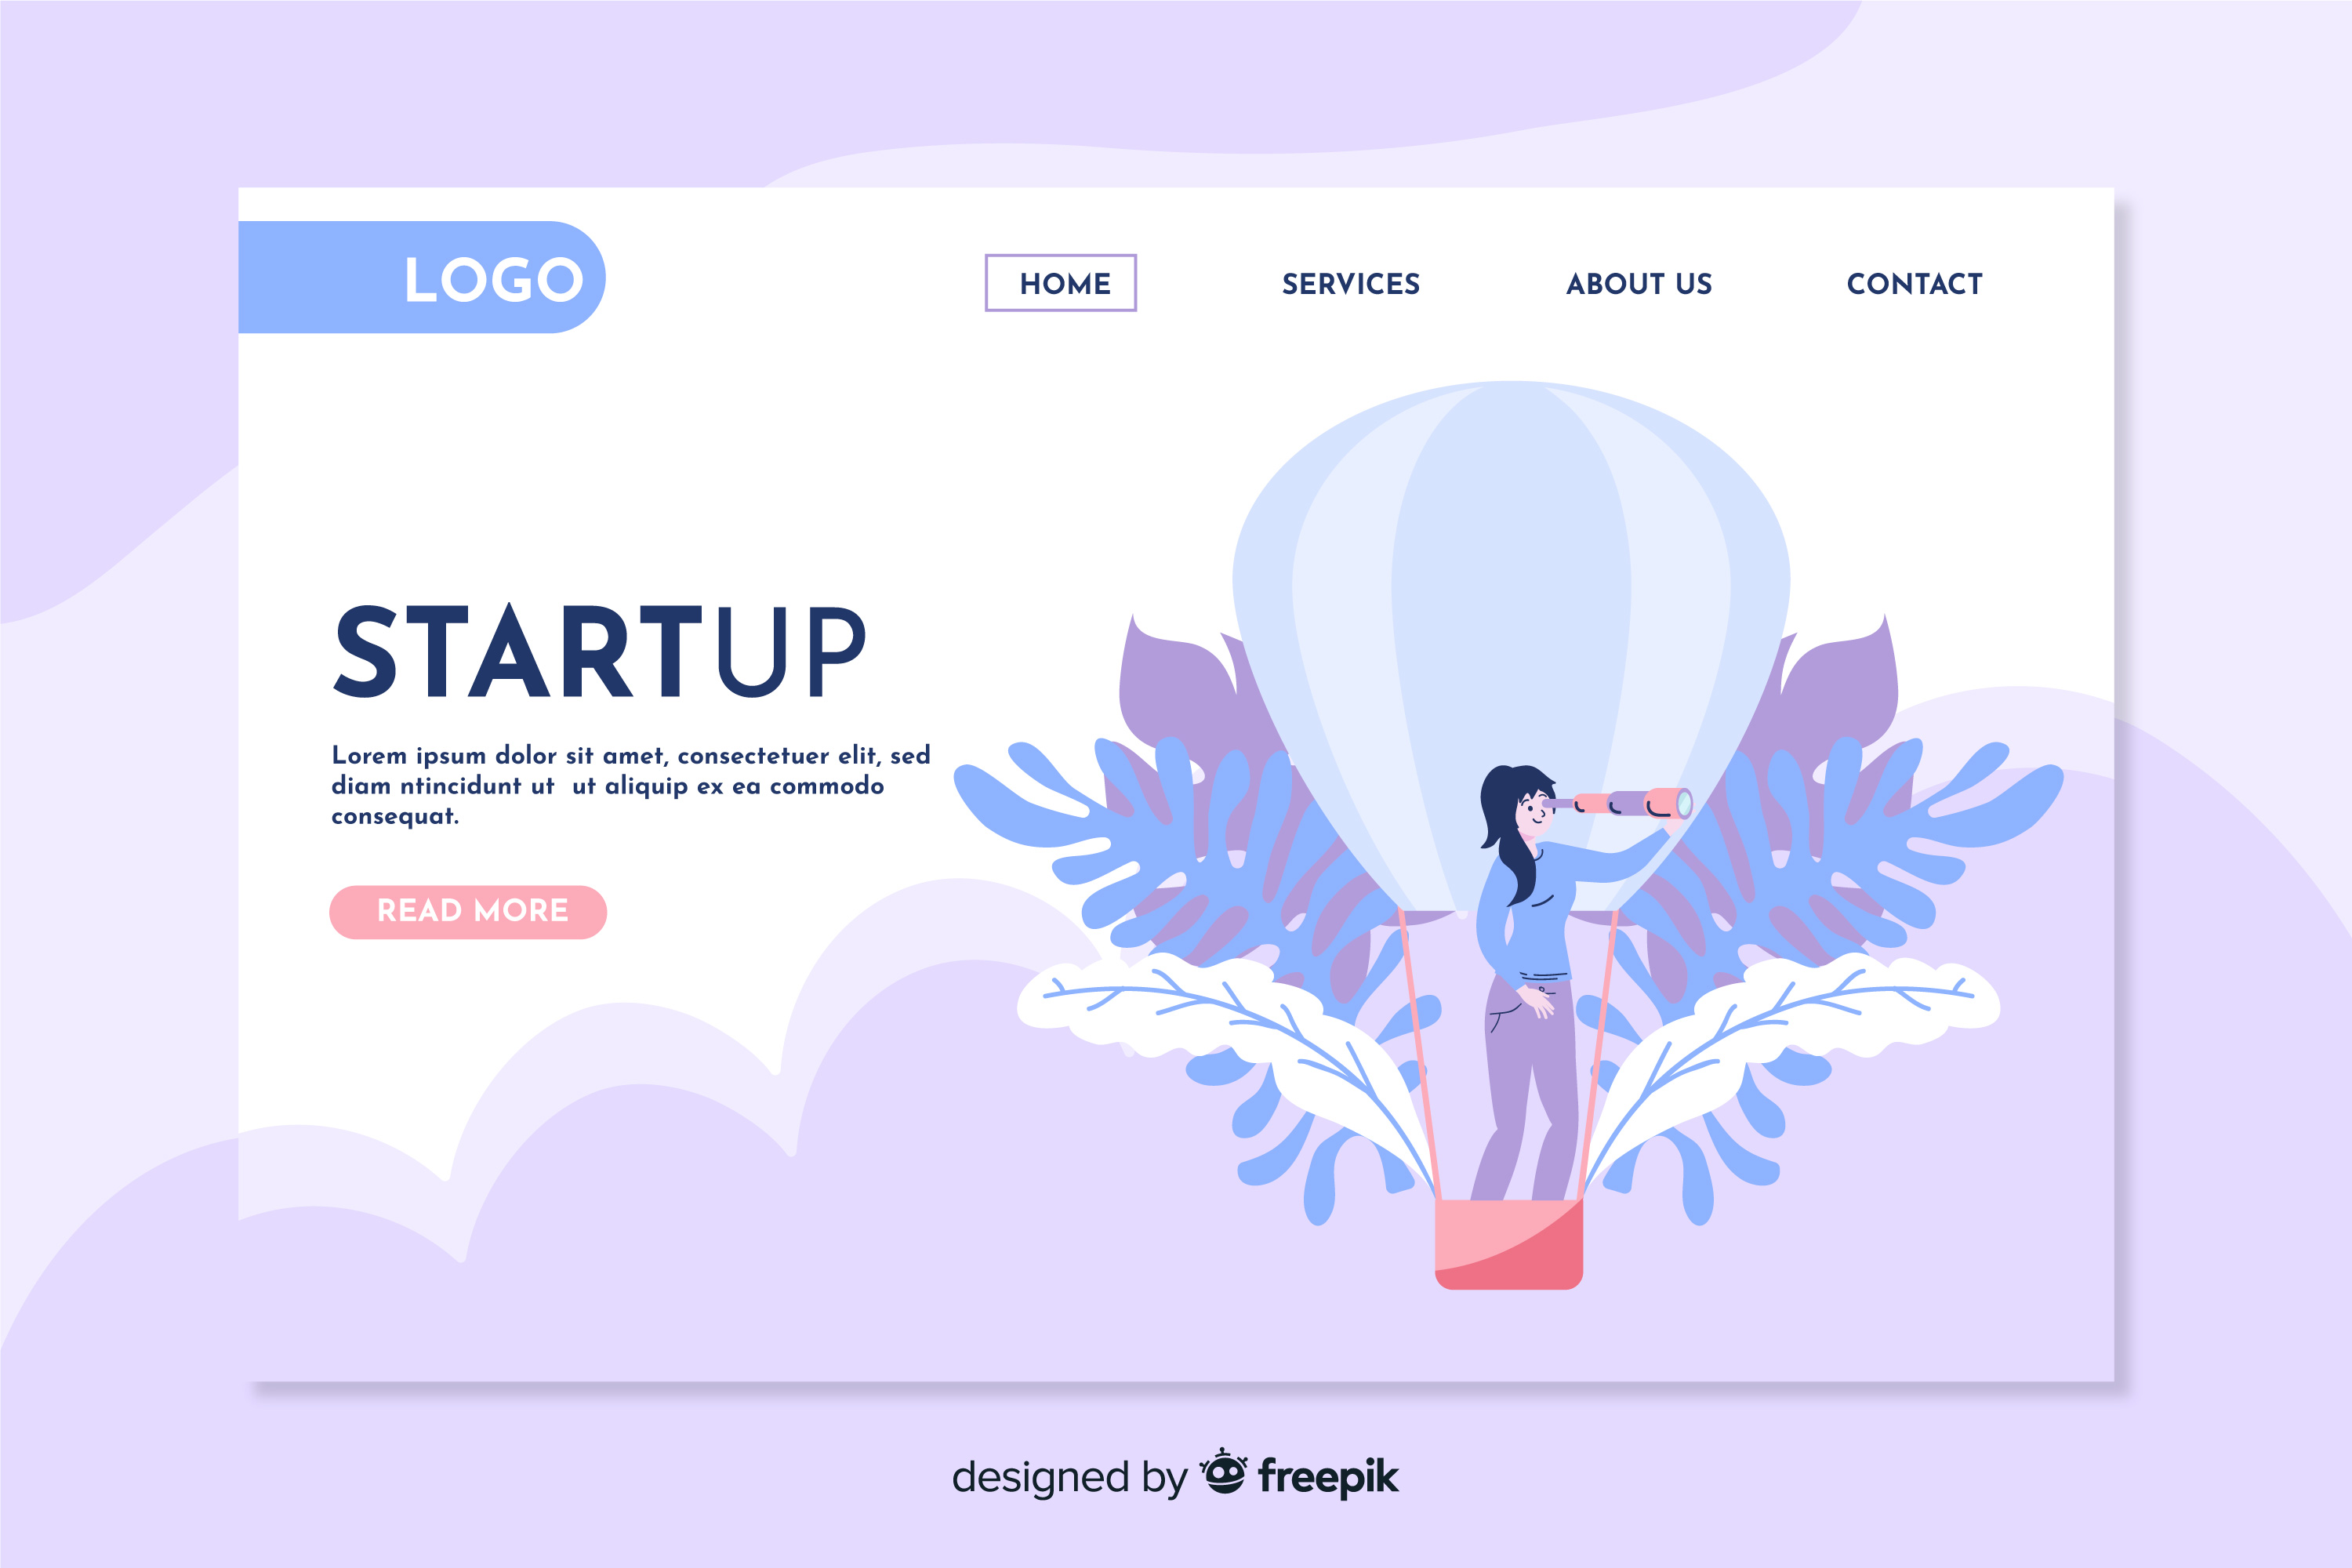 LOGO
HOME SERVICES ABOUT US CONTACT
STARTUP
Lorem ipsum dolor sit amet, consectetuer elit, sed
diam ntincidunt ut  ut aliquip ex ea commodo
consequat.
READ MORE
designed by freepik